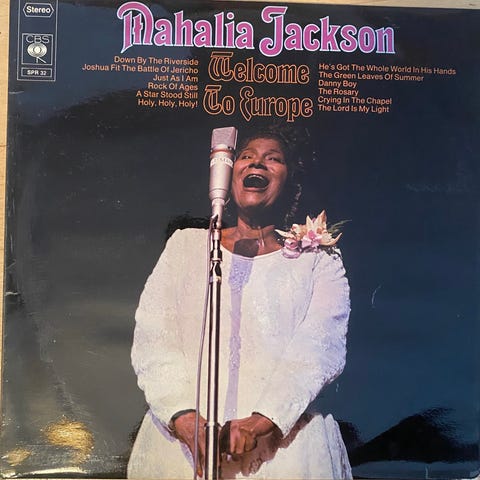 Stereo
Mahalia Jackson
CBS
SPR 32
Welcome
To Europe
Down By The Riverside
Joshua Fit The Battle Of Jericho
Just As I Am
Rock Of Ages
A Star Stood Still
Holy, Holy, Holy!
He's Got The Whole World In His Hands
The Green Leaves Of Summer
Danny Boy
The Rosary
Crying In The Chapel
The Lord Is My Light